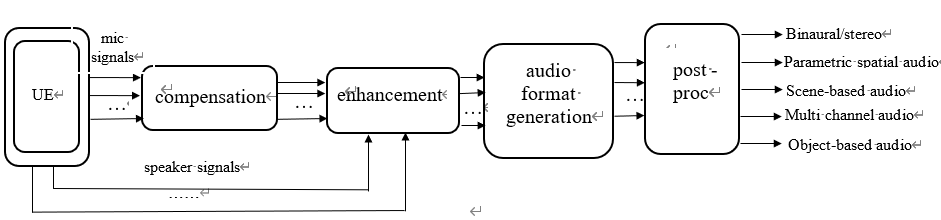 mic
signals
UE
…
compensation
…
enhancement
…
audio
format
generation
…
post-
proc
Binaural/stereo
Parametric spatial audio
Scene-based audio
Multi channel audio
Object-based audio
speaker signals
……